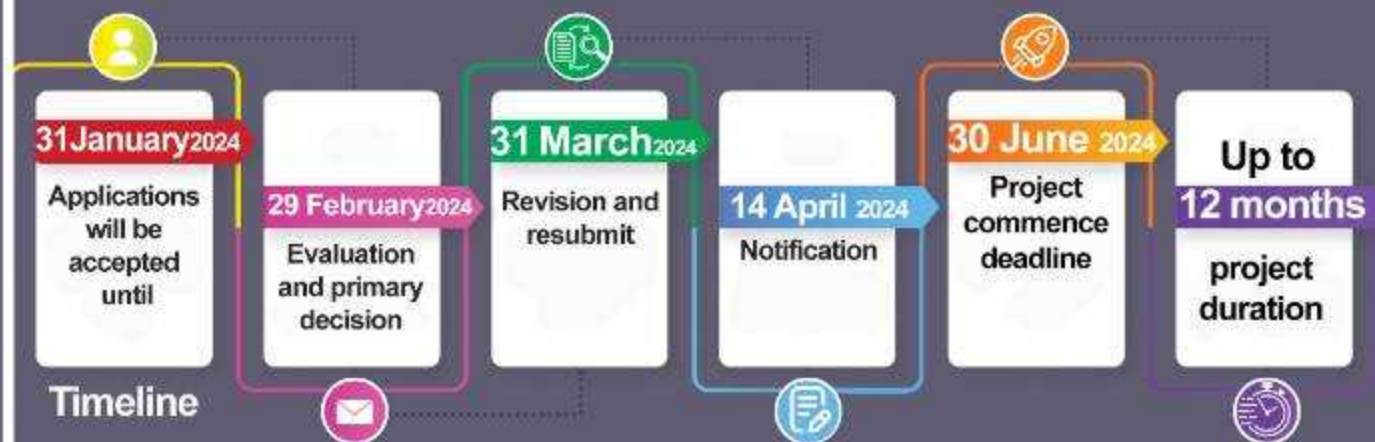 31January2024
Applications
will be
accepted
until
29 February2024
Evaluation
and primary
decision
31 March2024
Revision and
resubmit
14 April 2024
Notification
30 June 2024
Project
commence
deadline
Up to
12 months
project
duration
Timeline